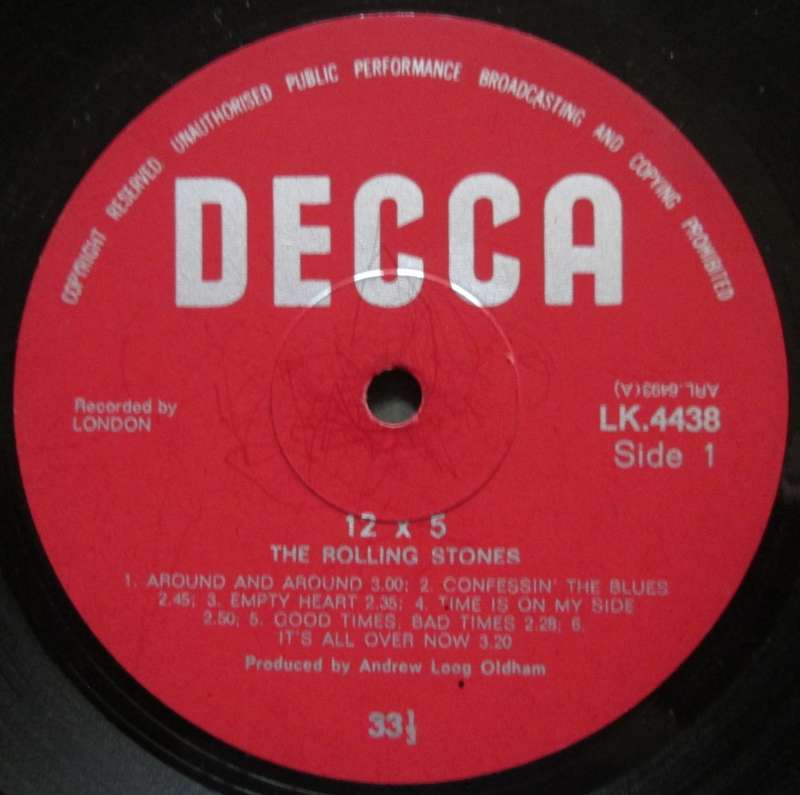 COPYRIGHT RESERVED UNAUTHORISED PUBLIC PERFORMANCE BROADCASTING AND COPYING PROHIBITED
DECCA
Recorded by
LONDON
ARL.6493(A)
LK.4438
Side 1
12 x 5
THE ROLLING STONES
1. AROUND AND AROUND 3.00; 2. CONFESSIN' THE BLUES
2.45; 3. EMPTY HEART 2.35; 4. TIME IS ON MY SIDE
2.50; 5. GOOD TIMES, BAD TIMES 2.28; 6.
IT'S ALL OVER NOW 3.20
Produced by Andrew Loog Oldham
33⅓